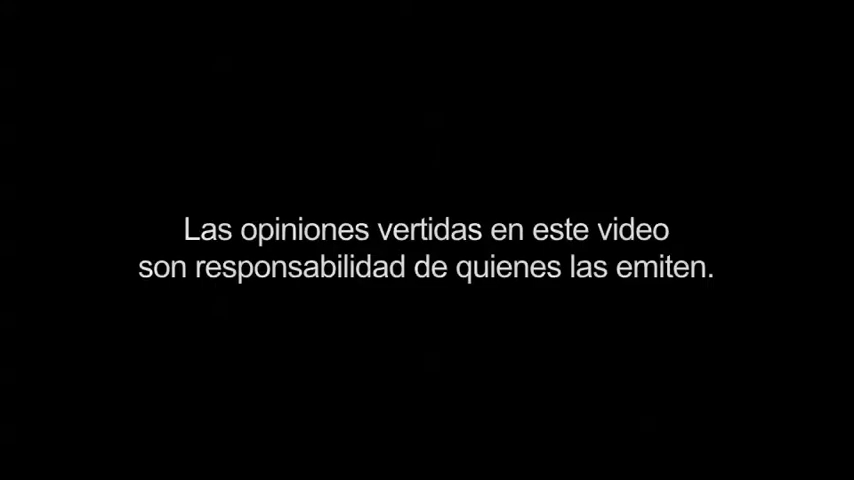 Las opiniones vertidas en este video
son responsabilidad de quienes las emiten.